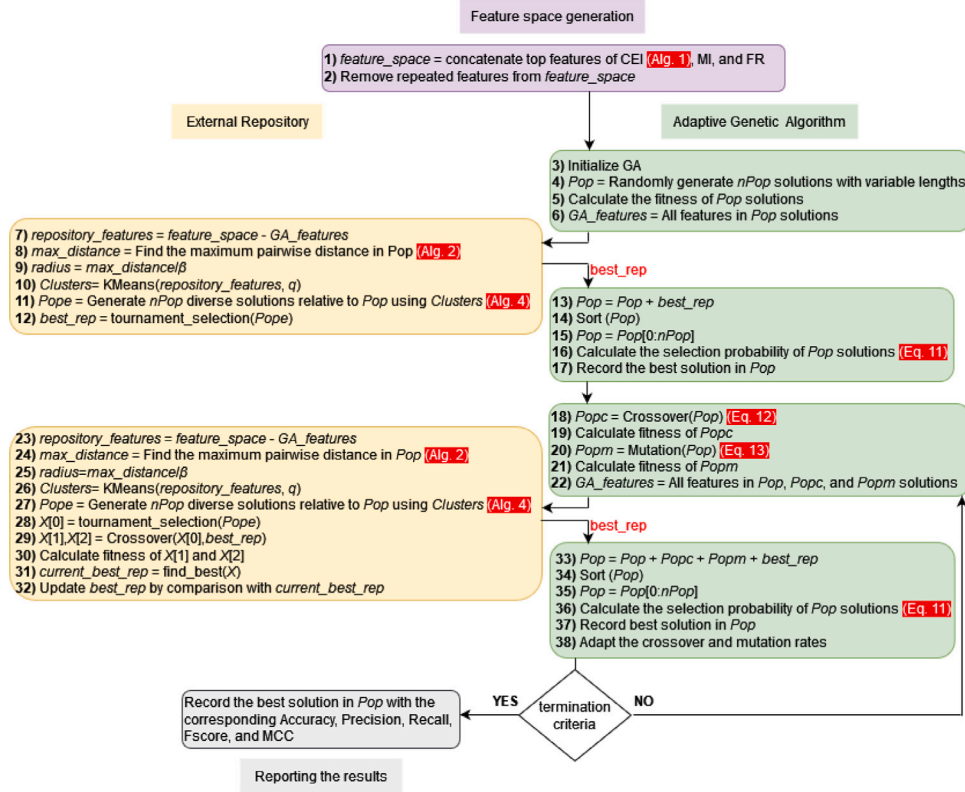 Feature space generation
1) feature_space = concatenate top features of CEI (Alg. 1), MI, and FR
2) Remove repeated features from feature_space
External Repository
Adaptive Genetic Algorithm
3) Initialize GA
4) Pop = Randomly generate nPop solutions with variable lengths
5) Calculate the fitness of Pop solutions
6) GA_features = All features in Pop solutions
7) repository_features = feature_space - GA_features
8) max_distance = Find the maximum pairwise distance in Pop (Alg. 2)
9) radius = max_distance/β
10) Clusters= KMeans(repository_features, q)
11) Pope = Generate nPop diverse solutions relative to Pop using Clusters (Alg. 4)
12) best_rep = tournament_selection(Pope)
best_rep
13) Pop = Pop + best_rep
14) Sort (Pop)
15) Pop = Pop[0:nPop]
16) Calculate the selection probability of Pop solutions (Eq. 11)
17) Record the best solution in Pop
18) Popc = Crossover(Pop) (Eq. 12)
19) Calculate fitness of Popc
20) Popm = Mutation(Pop) (Eq. 13)
21) Calculate fitness of Popm
22) GA_features = All features in Pop, Popc, and Popm solutions
23) repository_features = feature_space - GA_features
24) max_distance = Find the maximum pairwise distance in Pop (Alg. 2)
25) radius=max_distance/β
26) Clusters= KMeans(repository_features, q)
27) Pope = Generate nPop diverse solutions relative to Pop using Clusters (Alg. 4)
28) X[0] = tournament_selection(Pope)
29) X[1],X[2] = Crossover(X[0],best_rep)
30) Calculate fitness of X[1] and X[2]
31) current_best_rep = find_best(X)
32) Update best_rep by comparison with current_best_rep
best_rep
33) Pop = Pop + Popc + Popm + best_rep
34) Sort (Pop)
35) Pop = Pop[0:nPop]
36) Calculate the selection probability of Pop solutions (Eq. 11)
37) Record best solution in Pop
38) Adapt the crossover and mutation rates
YES
termination
criteria
NO
Record the best solution in Pop with the
corresponding Accuracy, Precision, Recall,
Fscore, and MCC
Reporting the results